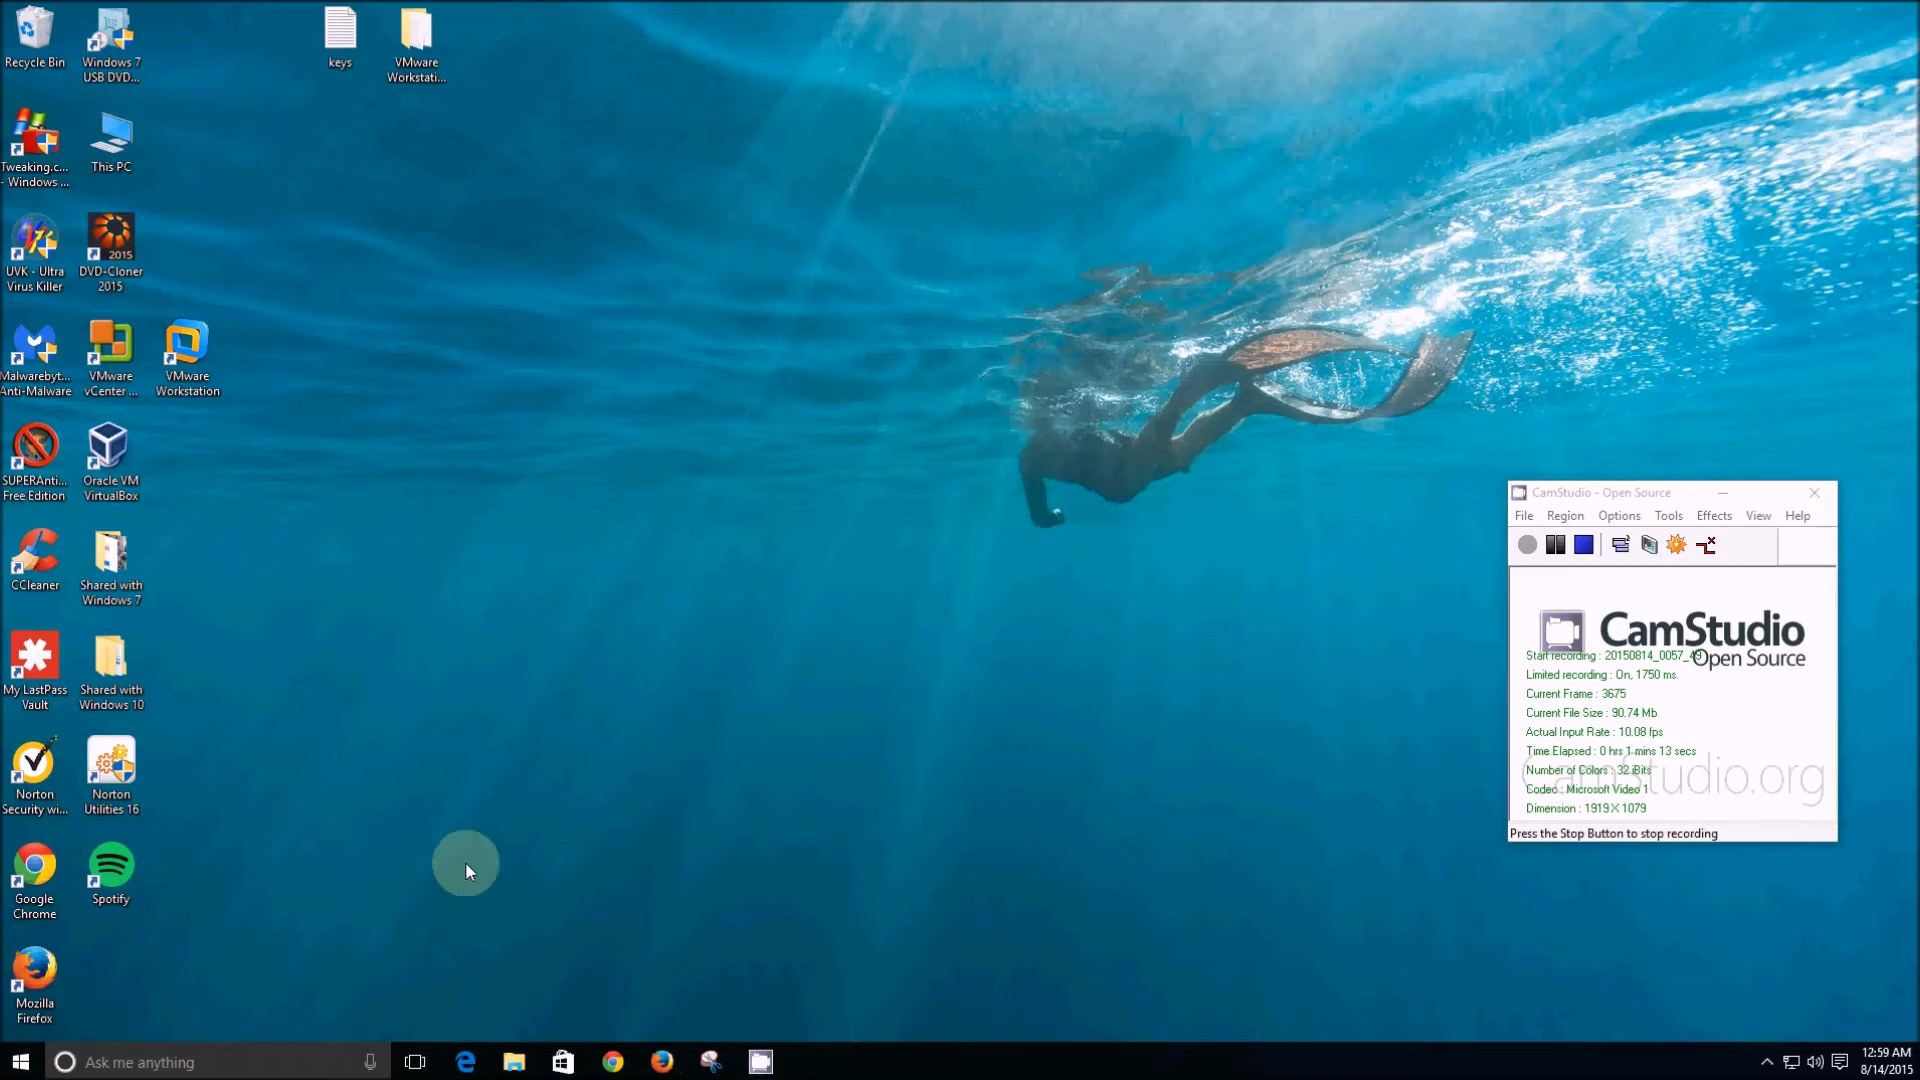 Recycle Bin
Windows 7
USB DVD...
keys
VMware
Workstati...
Tweaking.c...
- Windows ...
This PC
UVK - Ultra
Virus Killer
2015
DVD-Cloner
2015
Malwareby t...
Anti-Malware
VMware
vCenter ...
VMware
Workstation
SUPERAnti...
Free Edition
Oracle VM
VirtualBox
CCleaner
Shared with
Windows 7
My LastPass
Vault
Shared with
Windows 10
Norton
Security wi...
Norton
Utilities 16
Google
Chrome
Spotify
Mozilla
Firefox
CamStudio - Open Source
File Region Options Tools Effects View Help
CamStudio
Open Source
Start recording : 20150814_0057_49
Limited recording : On, 1750 ms.
Current Frame : 3675
Current File Size : 90.74 Mb
Actual Input Rate : 10.08 fps
Time Elapsed : 0 hrs 1 mins 13 secs
Number of Colors : 32 Bits
CamStudio.org
Codec : Microsoft Video 1
Dimension : 1919 X 1079
Press the Stop Button to stop recording
Ask me anything
12:59 AM
8/14/2015